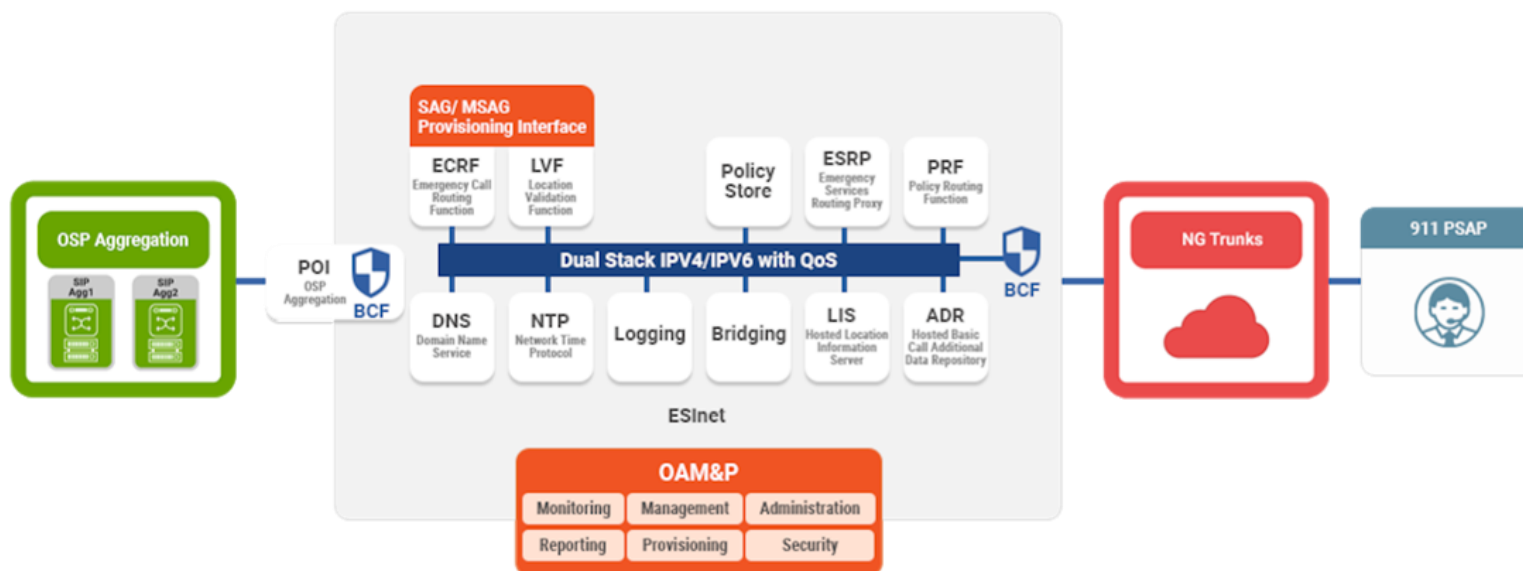 OSP Aggregation
SIP
Agg1
SIP
Agg2
POI
OSP
Aggregation
BCF
SAG/ MSAG
Provisioning Interface
ECRF
Emergency Call
Routing
Function
LVF
Location
Validation
Function
Policy
Store
ESRP
Emergency
Services
Routing Proxy
PRF
Policy Routing
Function
Dual Stack IPV4/IPV6 with QoS
BCF
DNS
Domain Name
Service
NTP
Network Time
Protocol
Logging
Bridging
LIS
Hosted Location
Information
Server
ADR
Hosted Basic
Call Additional
Data Repository
ESInet
OAM&P
Monitoring
Management
Administration
Reporting
Provisioning
Security
NG Trunks
911 PSAP